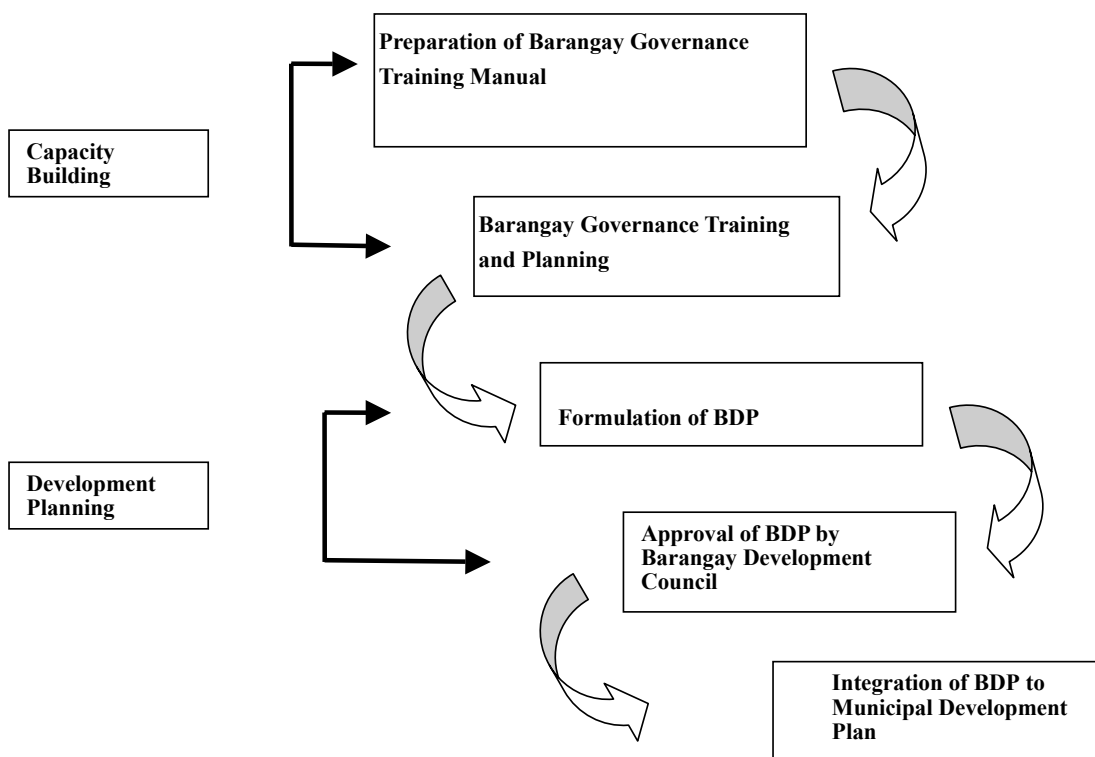 Preparation of Barangay Governance
Training Manual
Capacity
Building
Barangay Governance Training
and Planning
Formulation of BDP
Development
Planning
Approval of BDP by
Barangay Development
Council
Integration of BDP to
Municipal Development
Plan